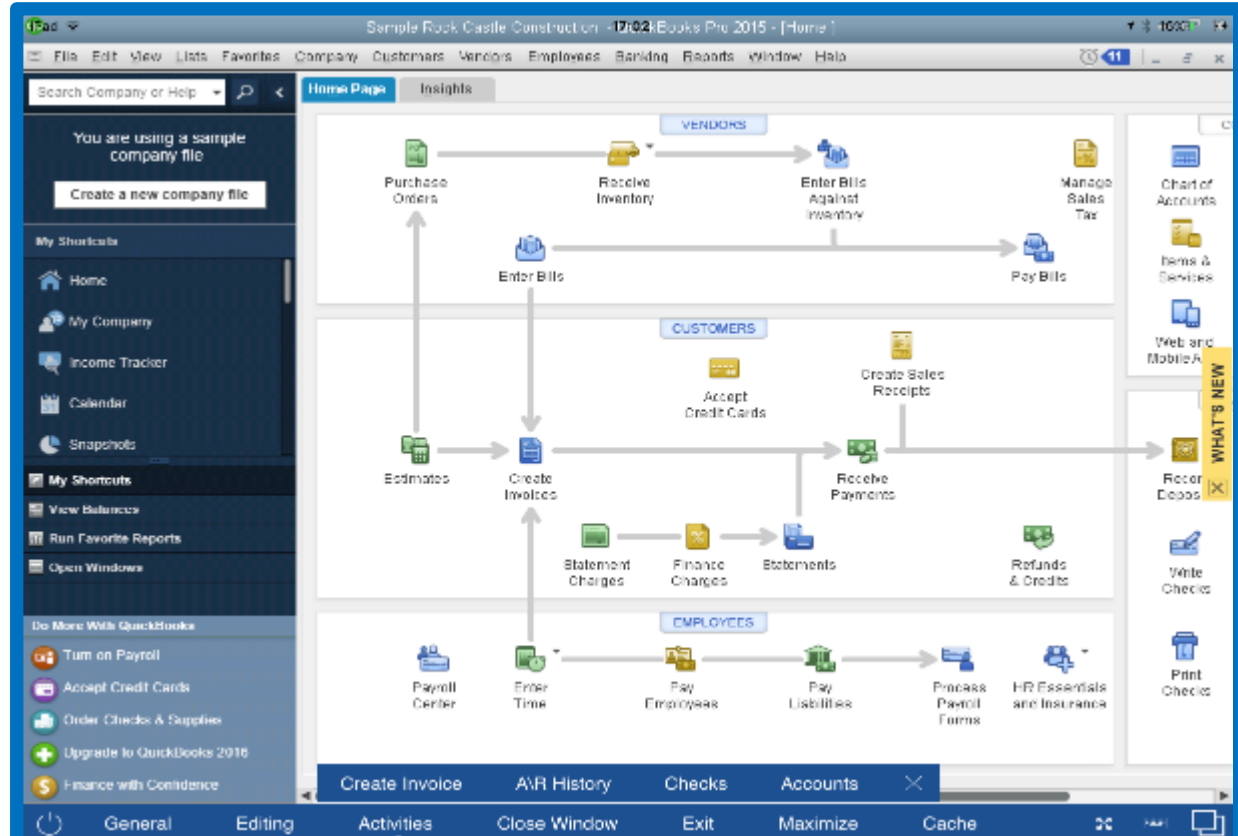 iPad
Sample Rock Castle Construction - QuickBooks Pro 2015 - [Home]
17:02
File Edit View Lists Favorites Company Customers Vendors Employees Banking Reports Window Help
11
Search Company or Help
Home Page
Insights
You are using a sample
company file
Create a new company file
My Shortcuts
Home
My Company
Income Tracker
Calendar
Snapshots
My Shortcuts
View Balances
Run Favorite Reports
Open Windows
Do More With QuickBooks
Turn on Payroll
Accept Credit Cards
Order Checks & Supplies
Upgrade to QuickBooks 2016
Finance with Confidence
VENDORS
Purchase
Orders
Receive
Inventory
Enter Bills
Against
Inventory
Manage
Sales
Tax
Enter Bills
Pay Bills
CUSTOMERS
Create Sales
Receipts
Accept
Credit Cards
Estimates
Create
Invoices
Receive
Payments
Statement
Charges
Finance
Charges
Statements
Refunds
& Credits
EMPLOYEES
Payroll
Center
Enter
Time
Pay
Employees
Pay
Liabilities
Process
Payroll
Forms
HR Essentials
and Insurance
Chart of
Accounts
Items &
Services
Web and
Mobile A
WHAT'S NEW
Recor
Depos
Write
Checks
Print
Checks
Create Invoice A\R History Checks Accounts
General Editing Activities Close Window Exit Maximize Cache